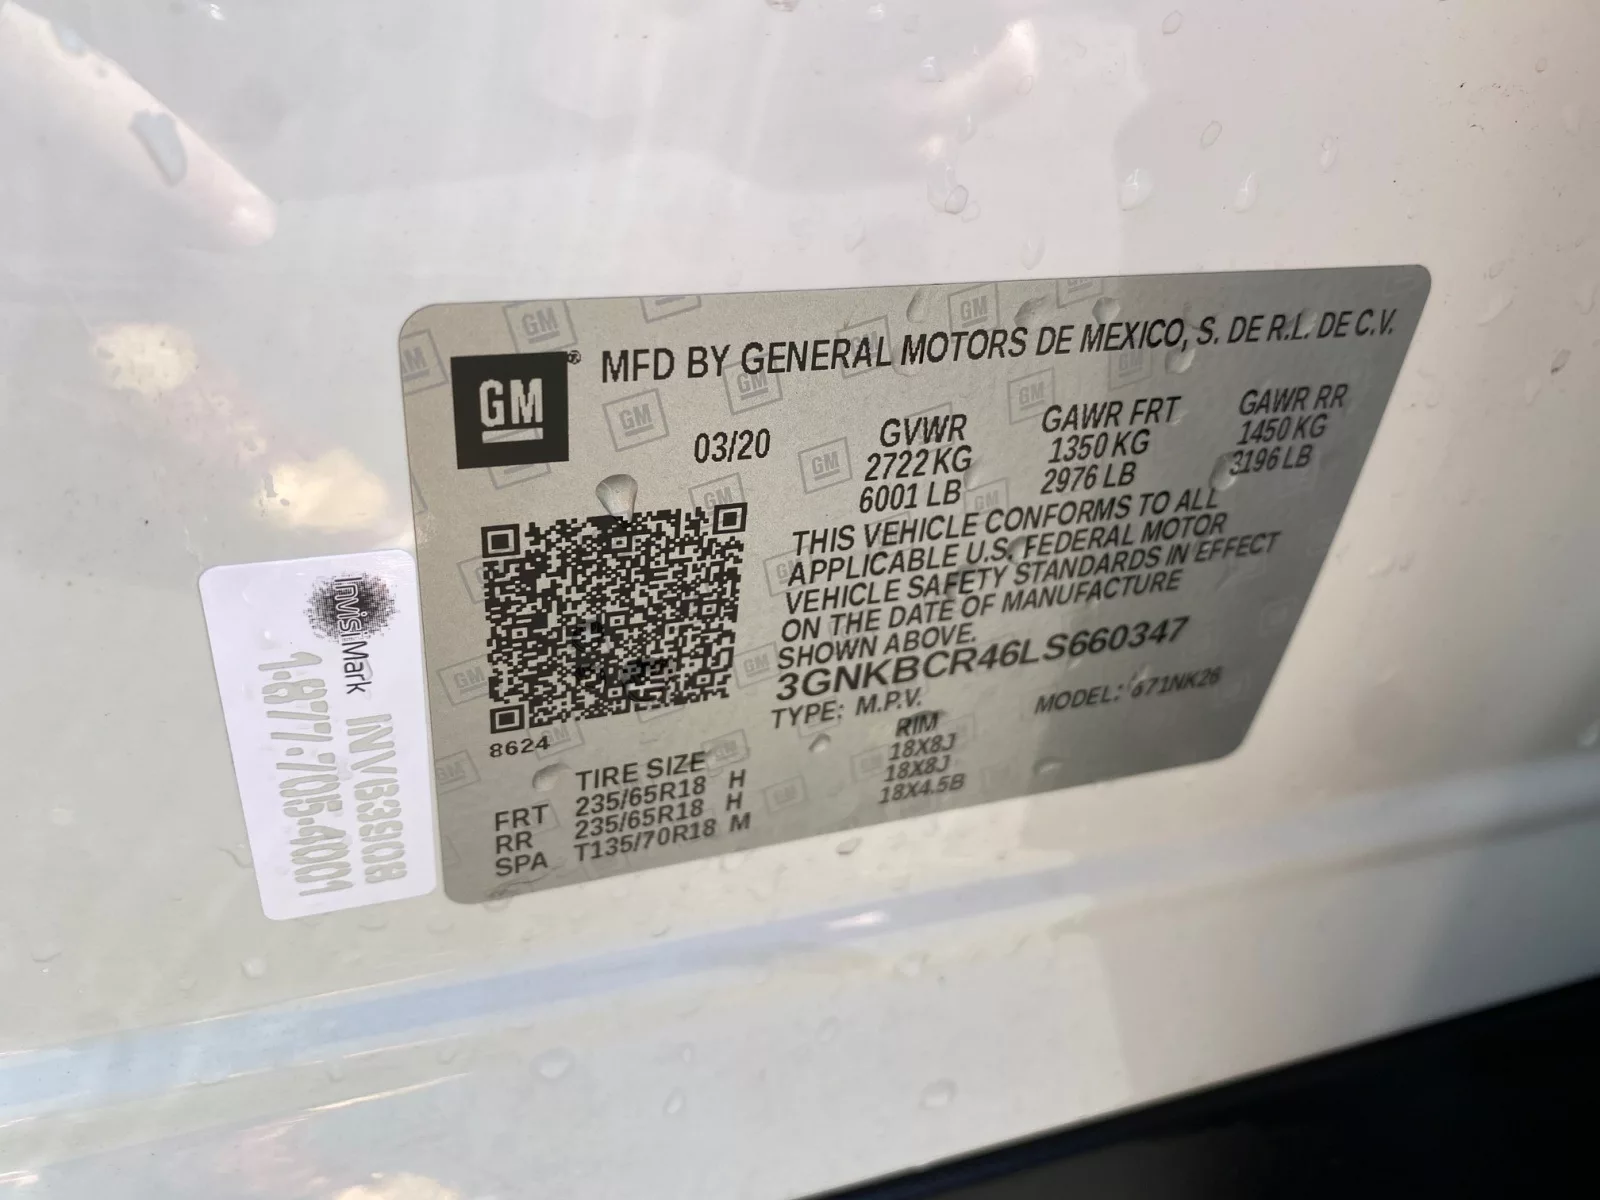 GM® MFD BY GENERAL MOTORS DE MEXICO, S. DE R.L. DE C.V.
03/20
GVWR GAWR FRT GAWR RR
2722 KG 1350 KG 1450 KG
6001 LB 2976 LB 3196 LB
THIS VEHICLE CONFORMS TO ALL
APPLICABLE U.S. FEDERAL MOTOR
VEHICLE SAFETY STANDARDS IN EFFECT
ON THE DATE OF MANUFACTURE
SHOWN ABOVE.
3GNKBCR46LS660347
TYPE: M.P.V. MODEL: 671NK26
8624
TIRE SIZE RIM
FRT 235/65R18 H 18X8J
RR 235/65R18 H 18X8J
SPA T135/70R18 M 18X4.5B
InvisiMark
INV63908
1-877-705-4001